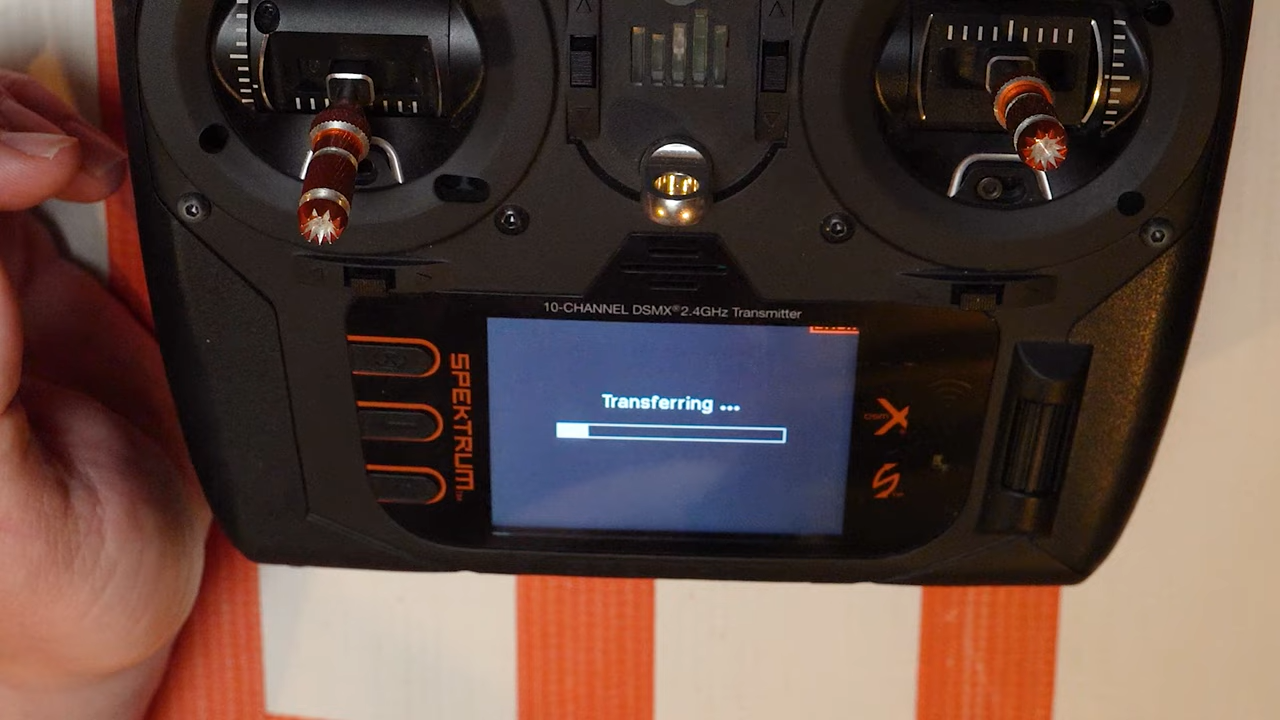 10-CHANNEL DSMX® 2.4GHz Transmitter
SPEKTRUM
Transferring ...
X